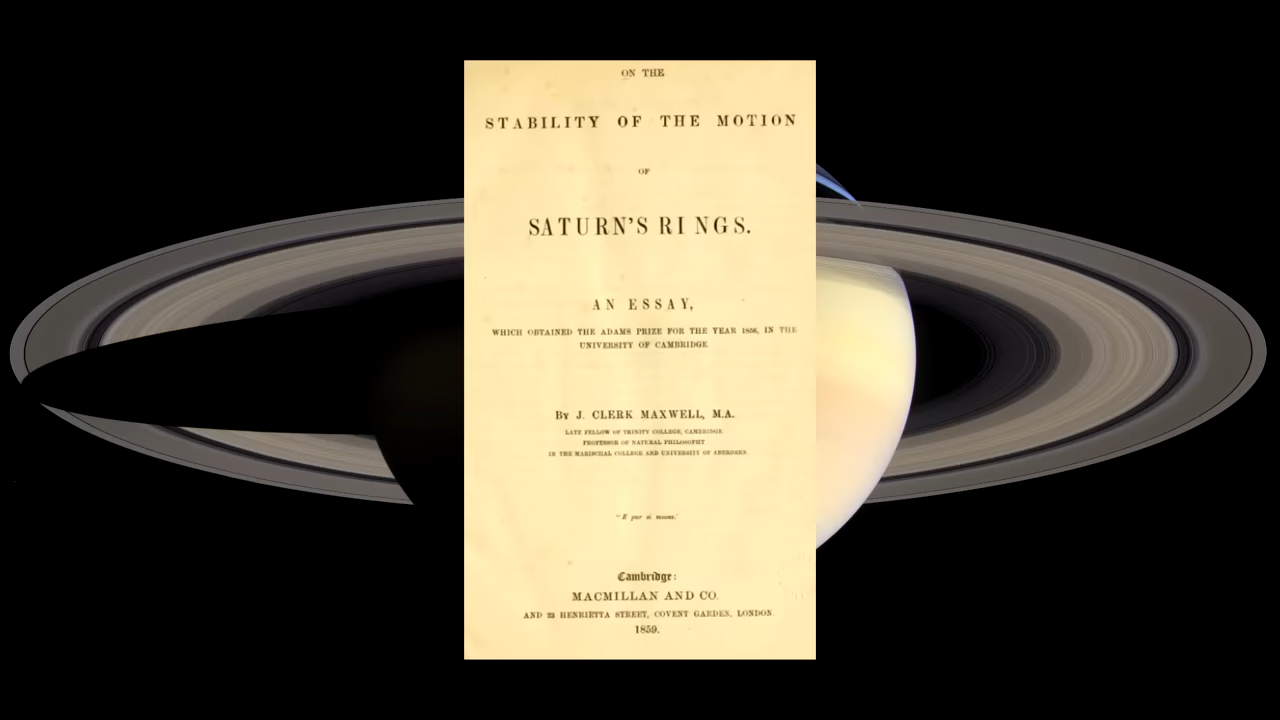 ON THE
STABILITY OF THE MOTION
OF
SATURN'S RINGS.
AN ESSAY,
WHICH OBTAINED THE ADAMS PRIZE FOR THE YEAR 1856, IN THE
UNIVERSITY OF CAMBRIDGE.
BY J. CLERK MAXWELL, M.A.
LATE FELLOW OF TRINITY COLLEGE, CAMBRIDGE.
PROFESSOR OF NATURAL PHILOSOPHY
IN THE MARISCHAL COLLEGE AND UNIVERSITY OF ABERDEEN.
"E pur si muove."
Cambridge:
MACMILLAN AND CO.
AND 23 HENRIETTA STREET, COVENT GARDEN, LONDON.
1859.